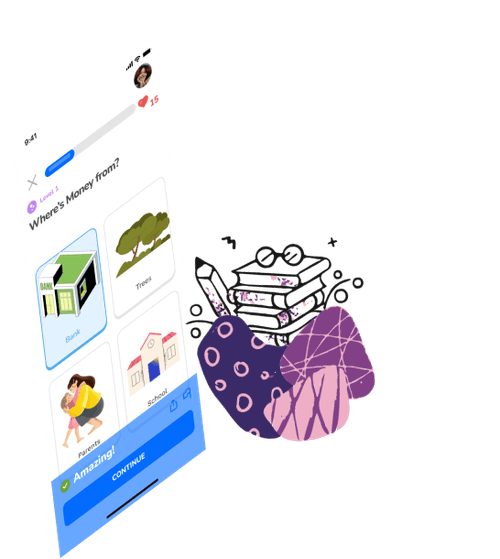 9:41
15
Level 1
Where's Money from?
BANK
Bank
Trees
Parents
School
Amazing!
CONTINUE